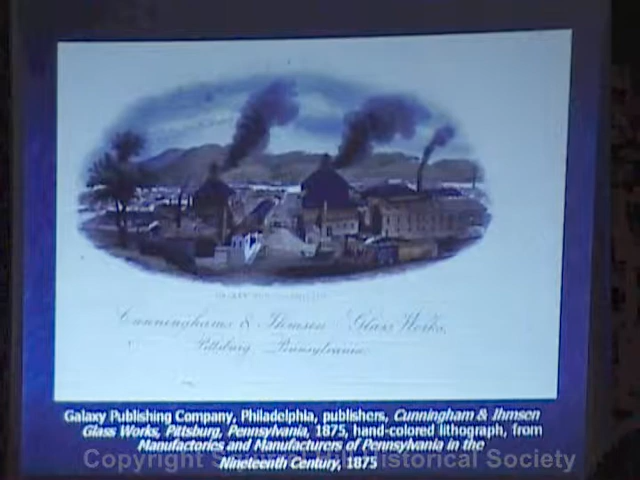 Cunninghams & Ihmsen Glass Works,
Pittsburg Pennsylvania
Galaxy Publishing Company, Philadelphia, publishers, Cunningham & Ihmsen
Glass Works, Pittsburg, Pennsylvania, 1875, hand-colored lithograph, from
Manufactories and Manufacturers of Pennsylvania in the
Nineteenth Century, 1875
Copyright Historical Society